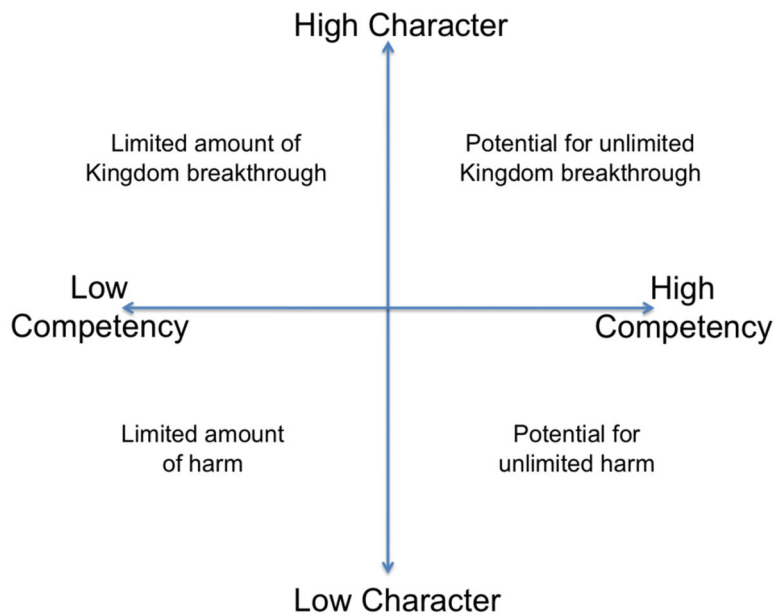 High Character
Limited amount of
Kingdom breakthrough
Potential for unlimited
Kingdom breakthrough
Low
Competency
High
Competency
Limited amount
of harm
Potential for
unlimited harm
Low Character